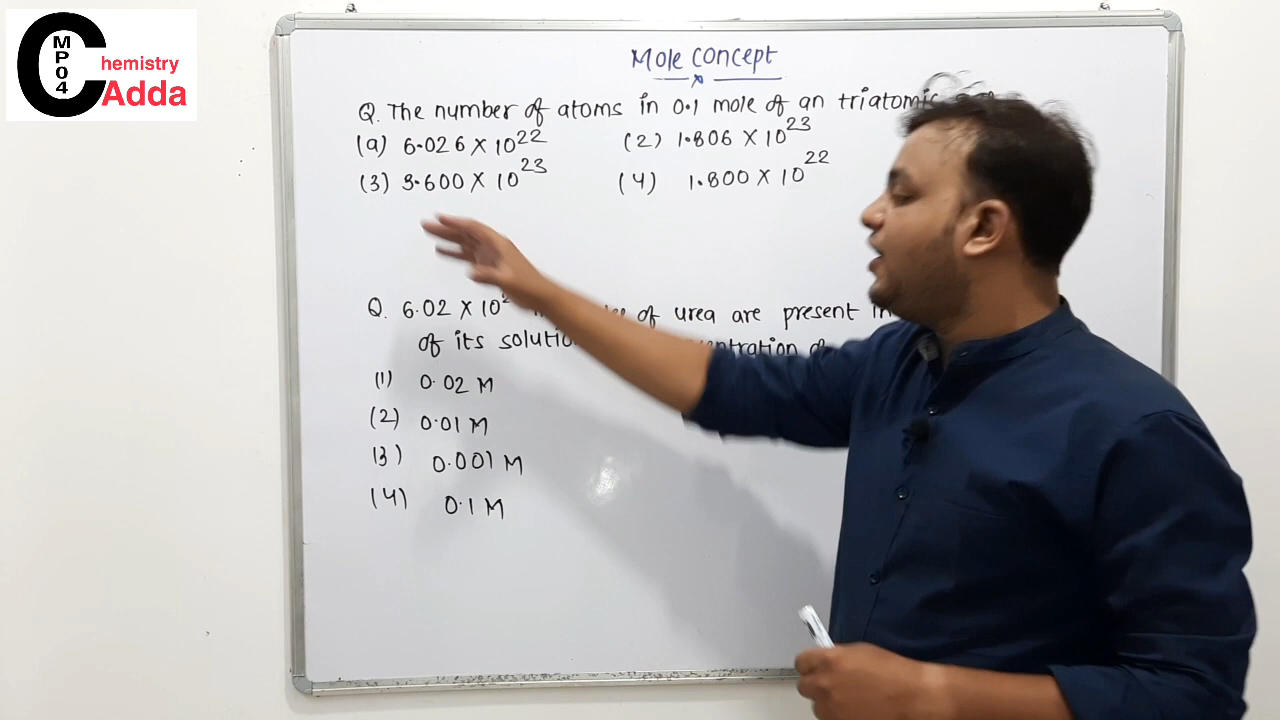 C
MP04
hemistry
Adda
Mole Concept
Q. The number of atoms in 0.1 mole of an triatomic
(a) 6.026 X 10^22 (2) 1.806 X 10^23
(3) 3.600 X 10^23 (4) 1.800 X 10^22
Q. 6.02 X 10 of urea are present in
of its
(1) 0.02 M
(2) 0.01 M
(3) 0.001 M
(4) 0.1 M